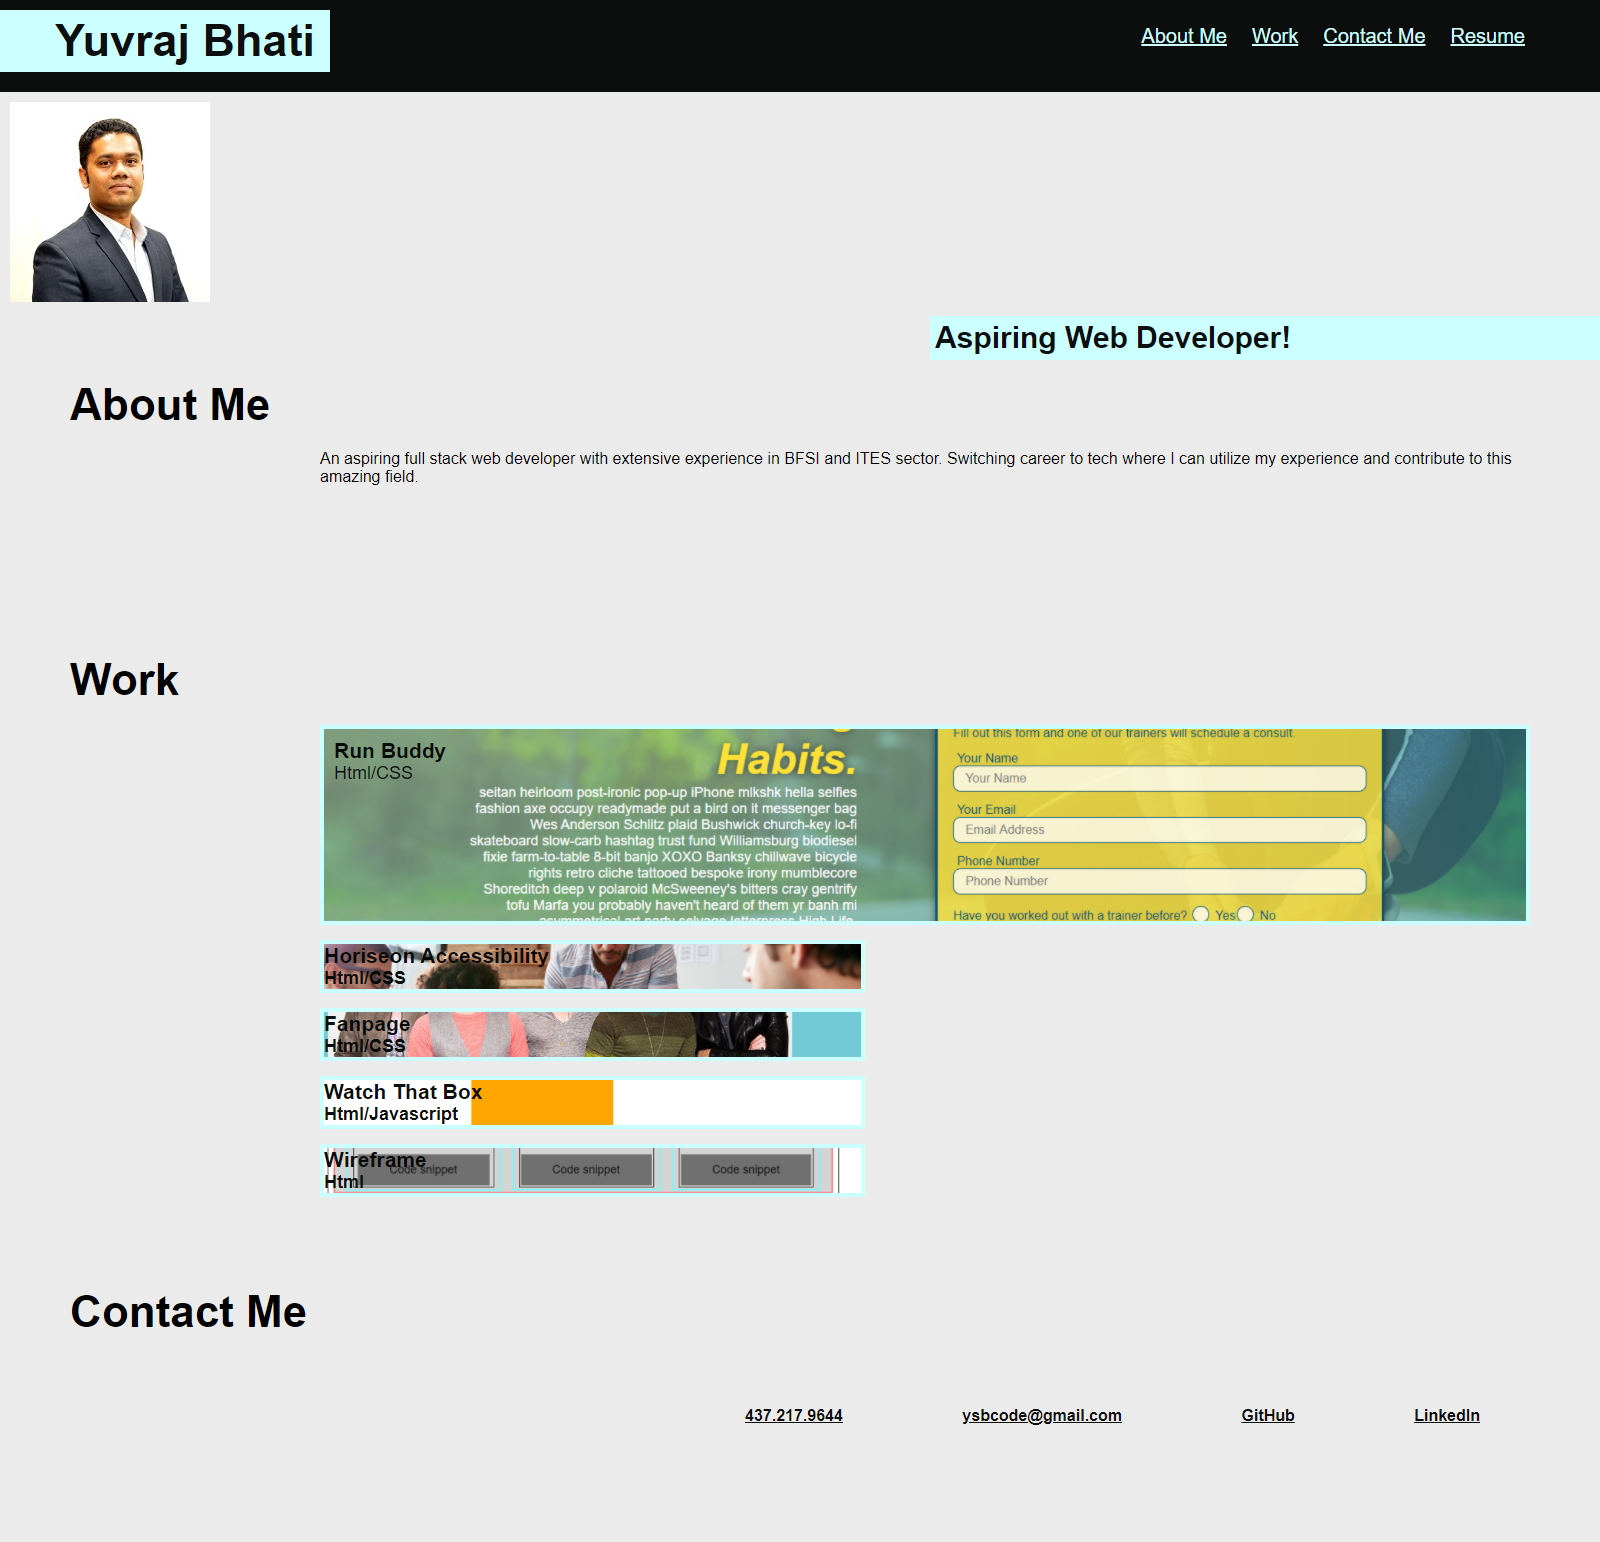 Yuvraj Bhati
About Me Work Contact Me Resume
Aspiring Web Developer!
About Me
An aspiring full stack web developer with extensive experience in BFSI and ITES sector. Switching career to tech where I can utilize my experience and contribute to this
amazing field.
Work
Run Buddy
Html/CSS
Habits.
seitan heirloom post-ironic pop-up iPhone mlkshk hella selfies
fashion axe occupy readymade put a bird on it messenger bag
Wes Anderson Schlitz plaid Bushwick church-key lo-fi
skateboard slow-carb hashtag trust fund Williamsburg biodiesel
fixie farm-to-table 8-bit banjo XOXO Banksy chillwave bicycle
rights retro cliche tattooed bespoke irony mumblecore
Shoreditch deep v polaroid McSweeney's bitters cray gentrify
tofu Marfa you probably haven't heard of them yr banh mi
asymmetrical art party selvage letterpress High Life.
Fill out this form and one of our trainers will schedule a consult.
Your Name
Your Name
Your Email
Email Address
Phone Number
Phone Number
Have you worked out with a trainer before? Yes No
Horiseon Accessibility
Html/CSS
Fanpage
Html/CSS
Watch That Box
Html/Javascript
Wireframe
Html
Code snippet Code snippet Code snippet
Contact Me
437.217.9644 ysbcode@gmail.com GitHub LinkedIn